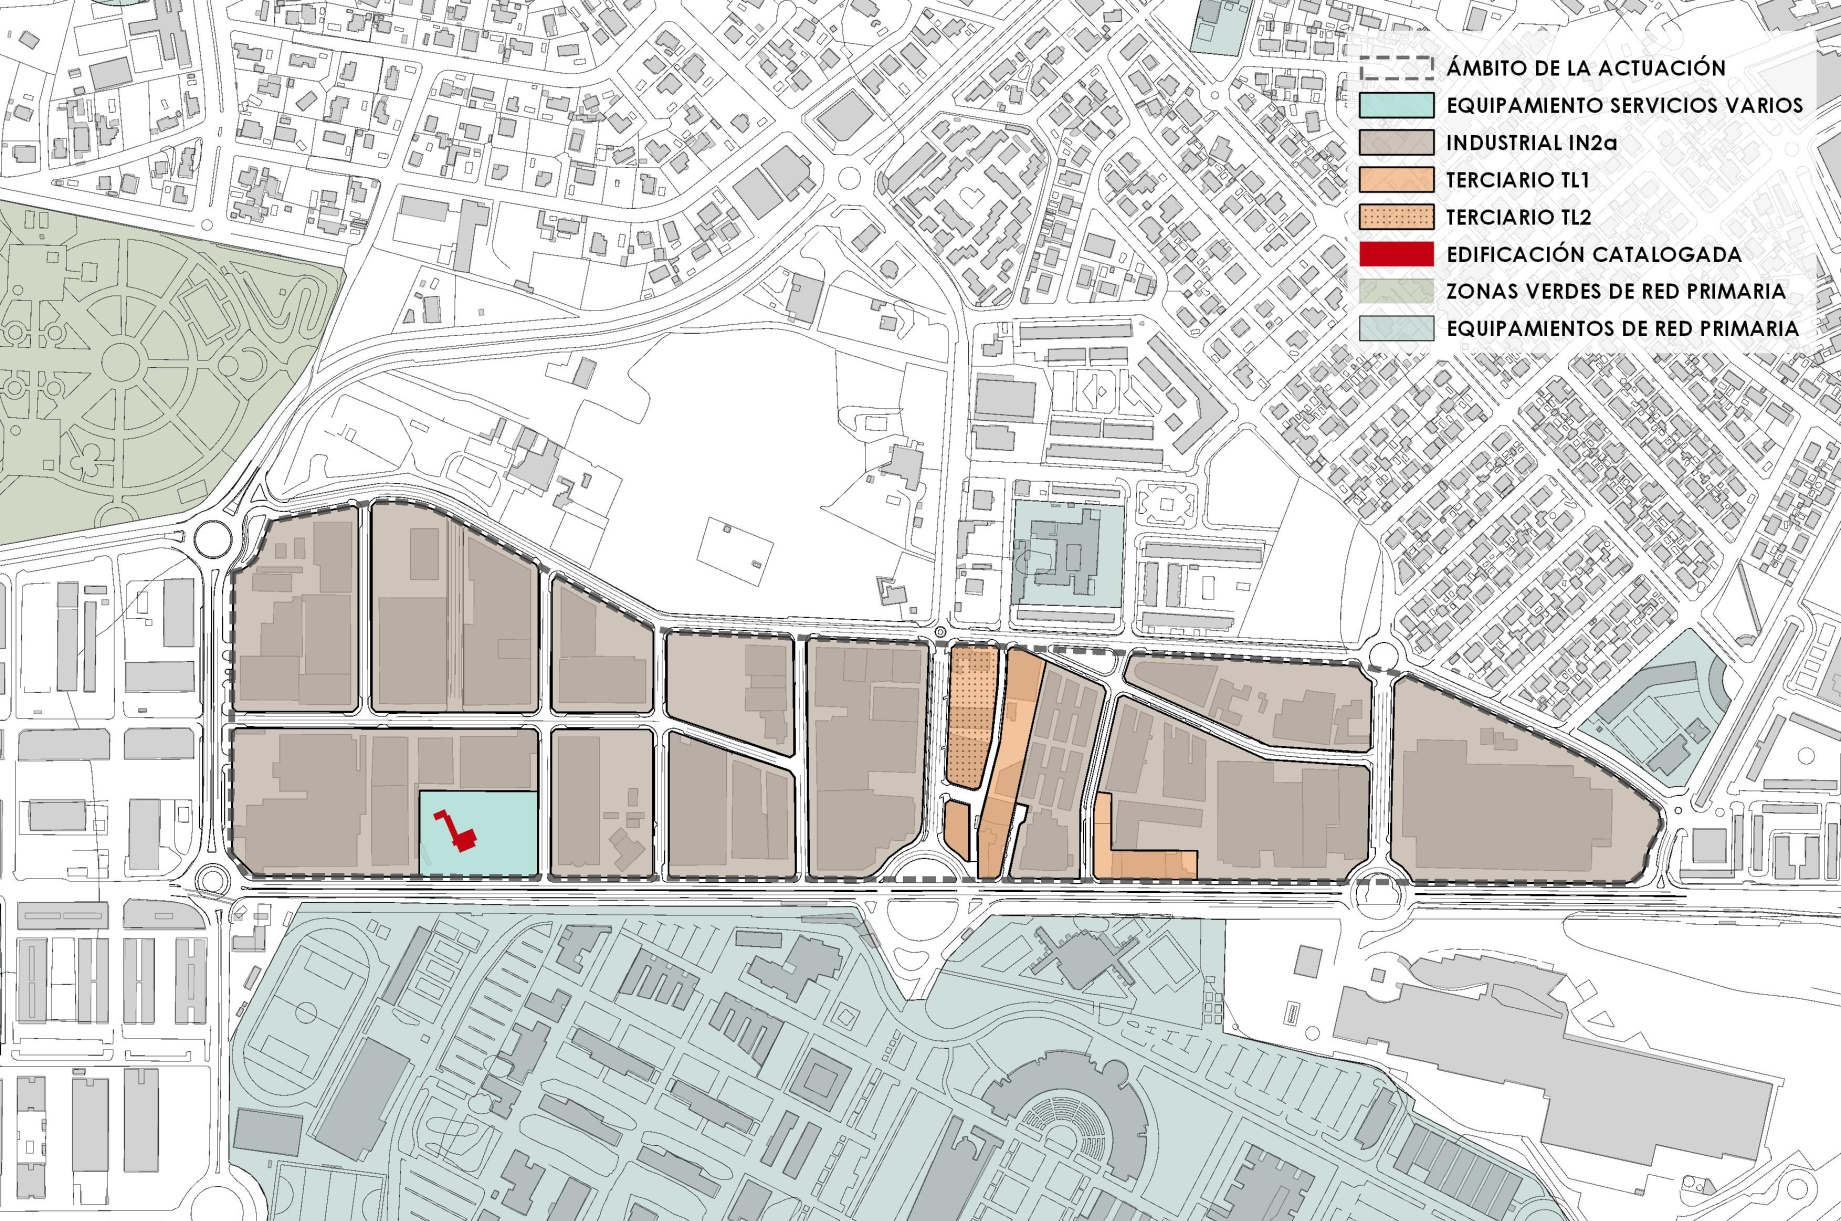 ÁMBITO DE LA ACTUACIÓN
EQUIPAMIENTO SERVICIOS VARIOS
INDUSTRIAL IN2a
TERCIARIO TL1
TERCIARIO TL2
EDIFICACIÓN CATALOGADA
ZONAS VERDES DE RED PRIMARIA
EQUIPAMIENTOS DE RED PRIMARIA